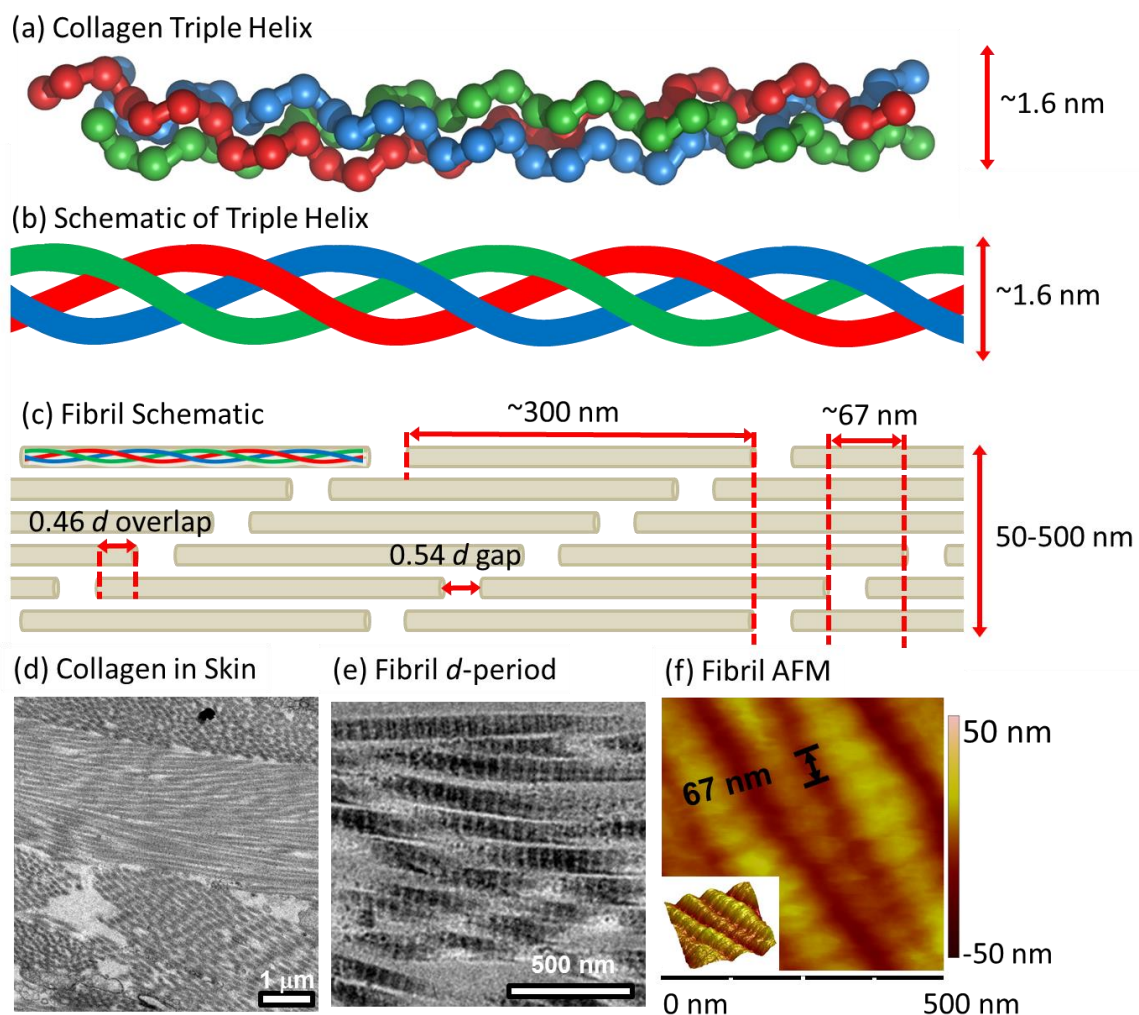 (a) Collagen Triple Helix
~1.6 nm
(b) Schematic of Triple Helix
~1.6 nm
(c) Fibril Schematic
~300 nm
~67 nm
0.46 d overlap
0.54 d gap
50-500 nm
(d) Collagen in Skin
(e) Fibril d-period
(f) Fibril AFM
1 μm
500 nm
67 nm
50 nm
-50 nm
0 nm
500 nm